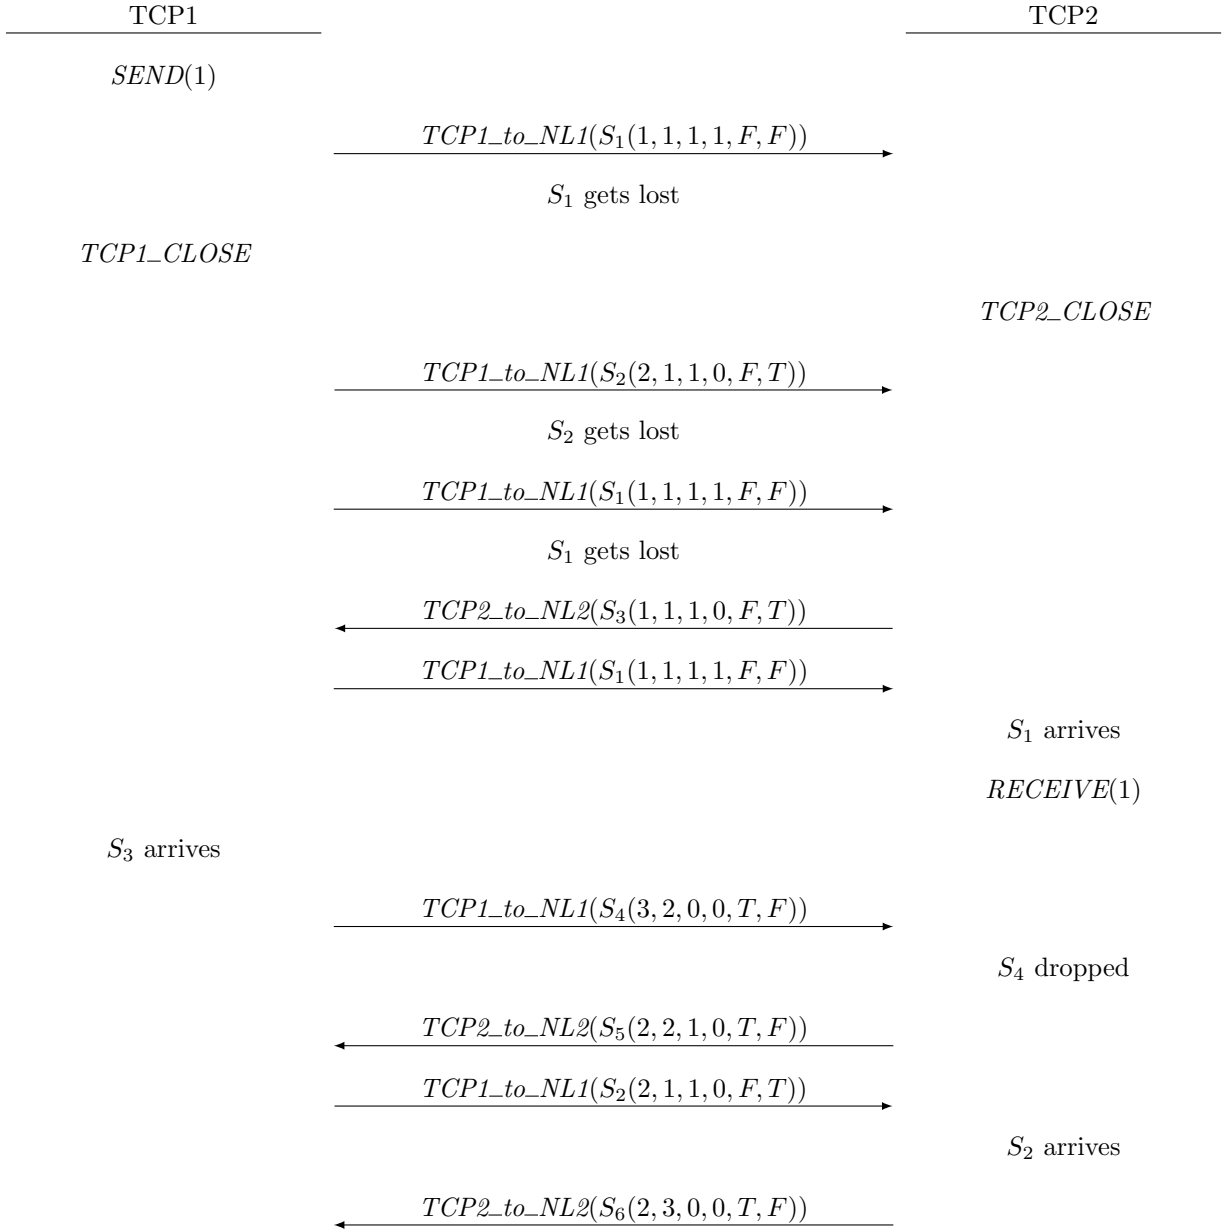 TCP1 TCP2
SEND(1)
TCP1_to_NL1(S₁(1, 1, 1, 1, F, F))
S₁ gets lost
TCP1_CLOSE
TCP2_CLOSE
TCP1_to_NL1(S₂(2, 1, 1, 0, F, T))
S₂ gets lost
TCP1_to_NL1(S₁(1, 1, 1, 1, F, F))
S₁ gets lost
TCP2_to_NL2(S₃(1, 1, 1, 0, F, T))
TCP1_to_NL1(S₁(1, 1, 1, 1, F, F))
S₁ arrives
RECEIVE(1)
S₃ arrives
TCP1_to_NL1(S₄(3, 2, 0, 0, T, F))
S₄ dropped
TCP2_to_NL2(S₅(2, 2, 1, 0, T, F))
TCP1_to_NL1(S₂(2, 1, 1, 0, F, T))
S₂ arrives
TCP2_to_NL2(S₆(2, 3, 0, 0, T, F))